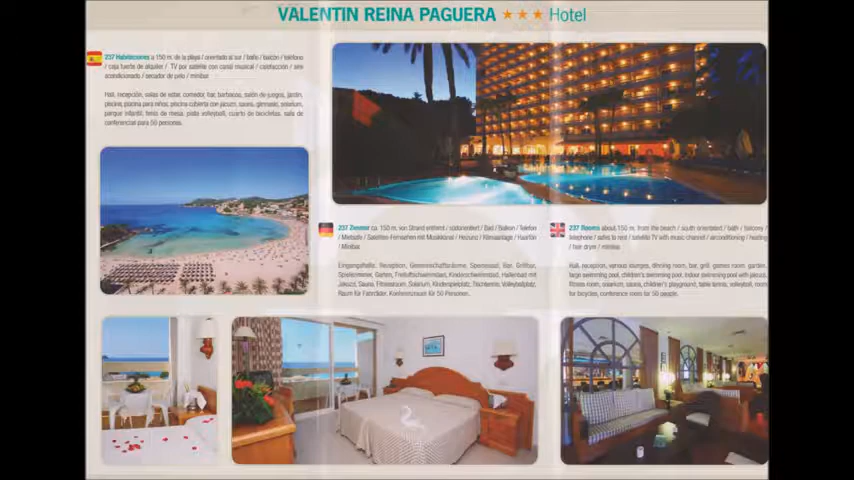 VALENTIN REINA PAGUERA ★★★ Hotel
237 Habitaciones a 150 m. de la playa / orientado al sur / baño / balcón / teléfono
/ caja fuerte de alquiler / TV por satélite con canal musical / calefacción / aire
acondicionado / secador de pelo / minibar
Hall, recepción, salas de estar, comedor, bar, barbacoa, salón de juegos, jardín,
piscina, piscina para niños, piscina cubierta con jacuzzi, sauna, gimnasio, solarium,
parque infantil, tenis de mesa, pista volleyball, cuarto de bicicletas, sala de
conferencias para 50 personas.
237 Zimmer ca. 150 m. von Strand entfernt / südorientiert / Bad / Balkon / Telefon
/ Mietsafe / Satelliten-Fernsehen mit Musikkanal / Heizung / Klimaanlage / Haarfön
/ Minibar
Eingangshalle, Reception, Gemeinschaftsräume, Speisesaal, Bar, Grillbar,
Spielezimmer, Garten, Freiluftschwimmbad, Kinderschwimmbad, Hallenbad mit
Jakuzzi, Sauna, Fitnessraum, Solarium, Kinderspielplatz, Tischtennis, Volleyballplatz,
Raum für Fahrräder, Konferenzraum für 50 Personen.
237 Rooms about 150 m. from the beach / south orientated / bath / balcony /
telephone / safes to rent / satellite TV with music channel / airconditioning / heating
/ hair dryer / minibar
Hall, reception, various lounges, dinning room, bar, grill, games room, garden,
large swimming pool, children's swimming pool, indoor swimming pool with jacuzzi,
fitness room, solarium, sauna, children's playground, table tennis, volleyball, room
for bicycles, conference room for 50 people.